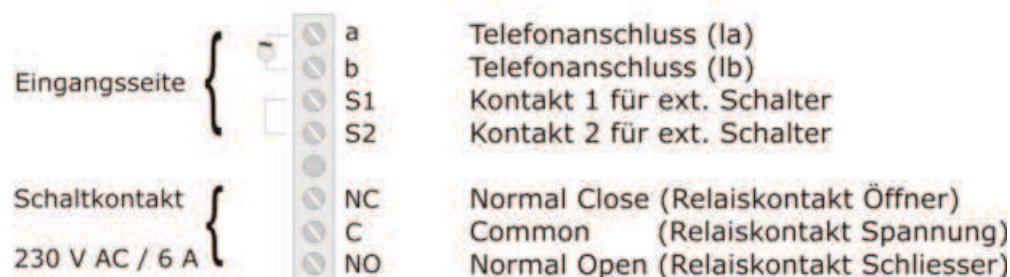 a Telefonanschluss (la)
b Telefonanschluss (lb)
Eingangsseite
S1 Kontakt 1 für ext. Schalter
S2 Kontakt 2 für ext. Schalter
Schaltkontakt NC Normal Close (Relaiskontakt Öffner)
C Common (Relaiskontakt Spannung)
230 V AC / 6 A NO Normal Open (Relaiskontakt Schliesser)